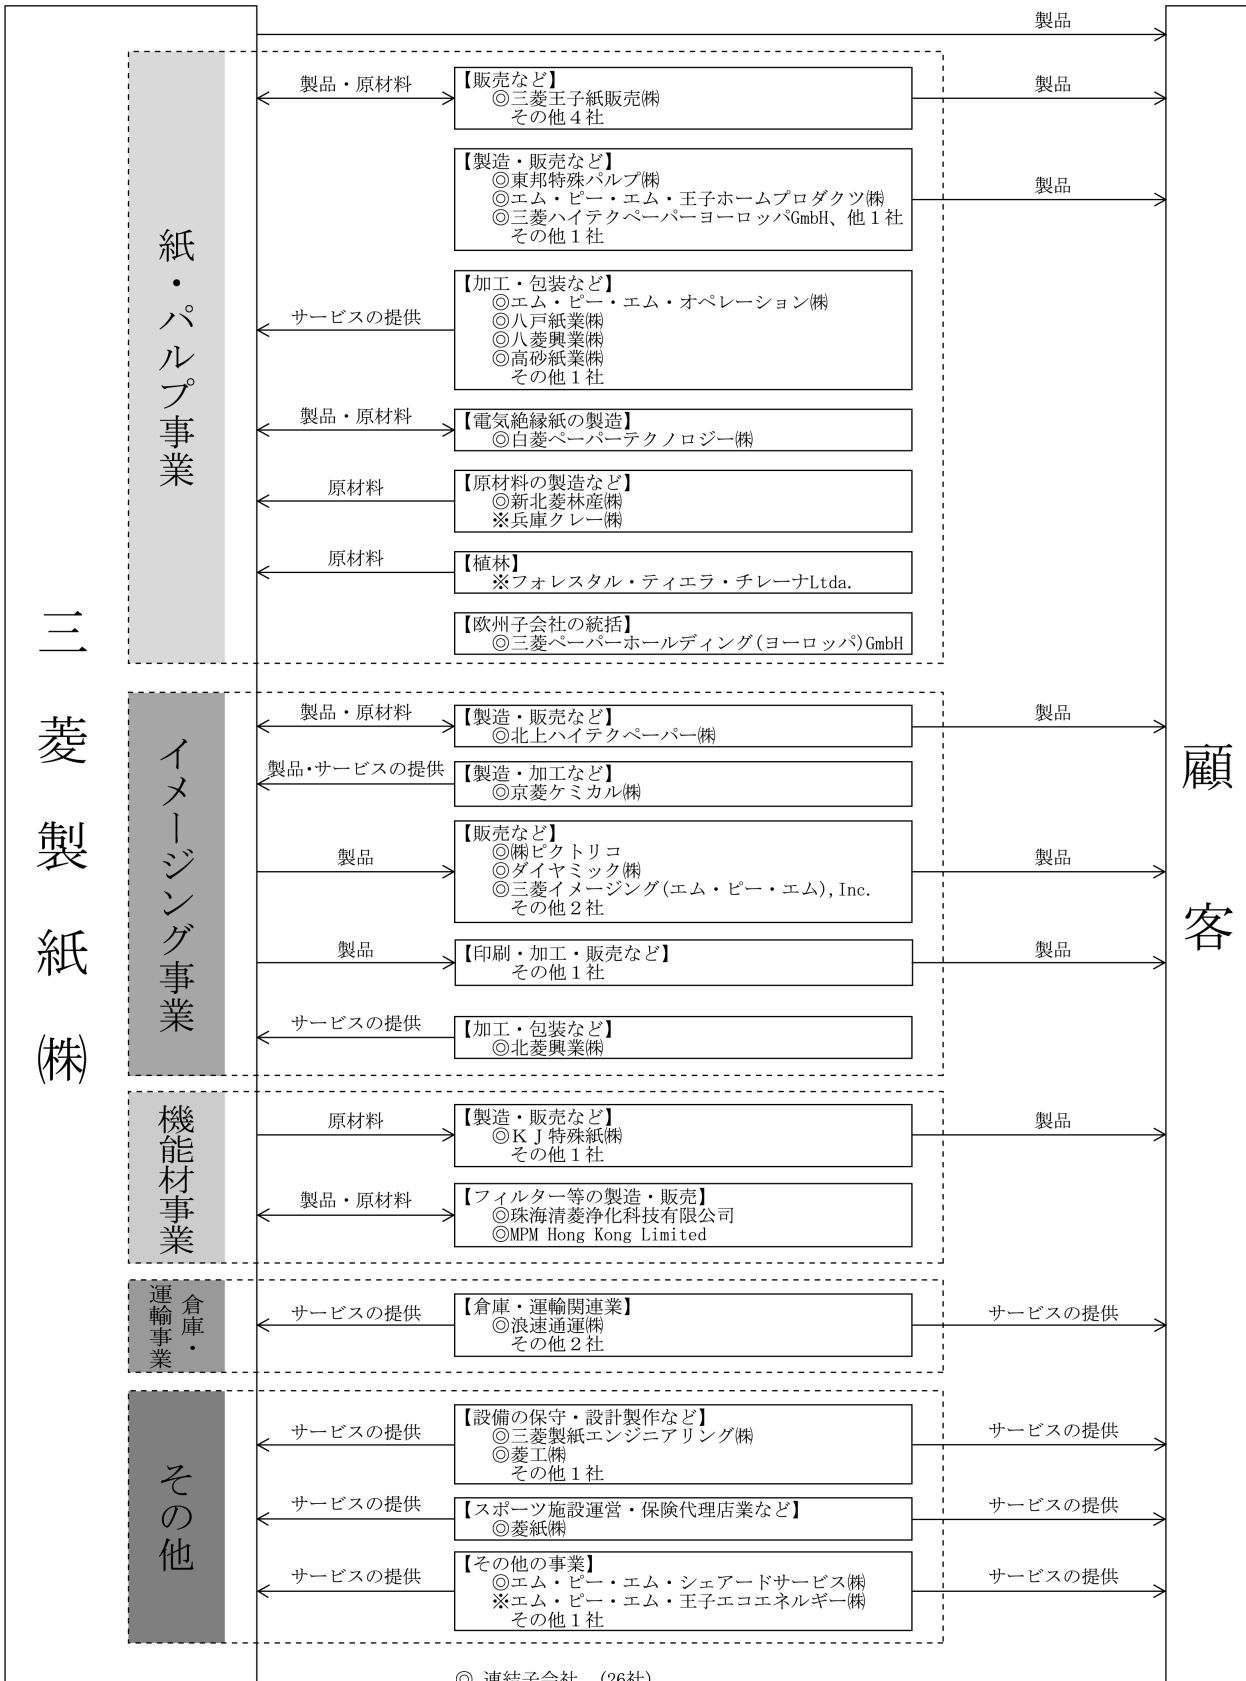 三菱製紙㈱
製品
顧客
紙・パルプ事業
製品・原材料
【販売など】
◎三菱王子紙販売㈱
その他４社
製品
【製造・販売など】
◎東邦特殊パルプ㈱
◎エム・ピー・エム・王子ホームプロダクツ㈱
◎三菱ハイテクペーパーヨーロッパGmbH、他１社
その他１社
製品
サービスの提供
【加工・包装など】
◎エム・ピー・エム・オペレーション㈱
◎八戸紙業㈱
◎八菱興業㈱
◎高砂紙業㈱
その他１社
製品・原材料
【電気絶縁紙の製造】
◎白菱ペーパーテクノロジー㈱
原材料
【原材料の製造など】
◎新北菱林産㈱
※兵庫クレー㈱
原材料
【植林】
※フォレスタル・ティエラ・チレーナLtda.
【欧州子会社の統括】
◎三菱ペーパーホールディング(ヨーロッパ)GmbH
イメージング事業
製品・原材料
【製造・販売など】
◎北上ハイテクペーパー㈱
製品
製品・サービスの提供
【製造・加工など】
◎京菱ケミカル㈱
製品
【販売など】
◎㈱ピクトリコ
◎ダイヤミック㈱
◎三菱イメージング(エム・ピー・エム),Inc.
その他２社
製品
製品
【印刷・加工・販売など】
その他１社
製品
サービスの提供
【加工・包装など】
◎北菱興業㈱
機能材事業
原材料
【製造・販売など】
◎ＫＪ特殊紙㈱
その他１社
製品
製品・原材料
【フィルター等の製造・販売】
◎珠海清菱浄化科技有限公司
◎MPM Hong Kong Limited
倉庫・
運輸事業
サービスの提供
【倉庫・運輸関連業】
◎浪速通運㈱
その他２社
サービスの提供
その他
サービスの提供
【設備の保守・設計製作など】
◎三菱製紙エンジニアリング㈱
◎菱工㈱
その他１社
サービスの提供
サービスの提供
【スポーツ施設運営・保険代理店業など】
◎菱紙㈱
サービスの提供
サービスの提供
【その他の事業】
◎エム・ピー・エム・シェアードサービス㈱
※エム・ピー・エム・王子エコエネルギー㈱
その他１社
サービスの提供
◎ 連結子会社 (26社)